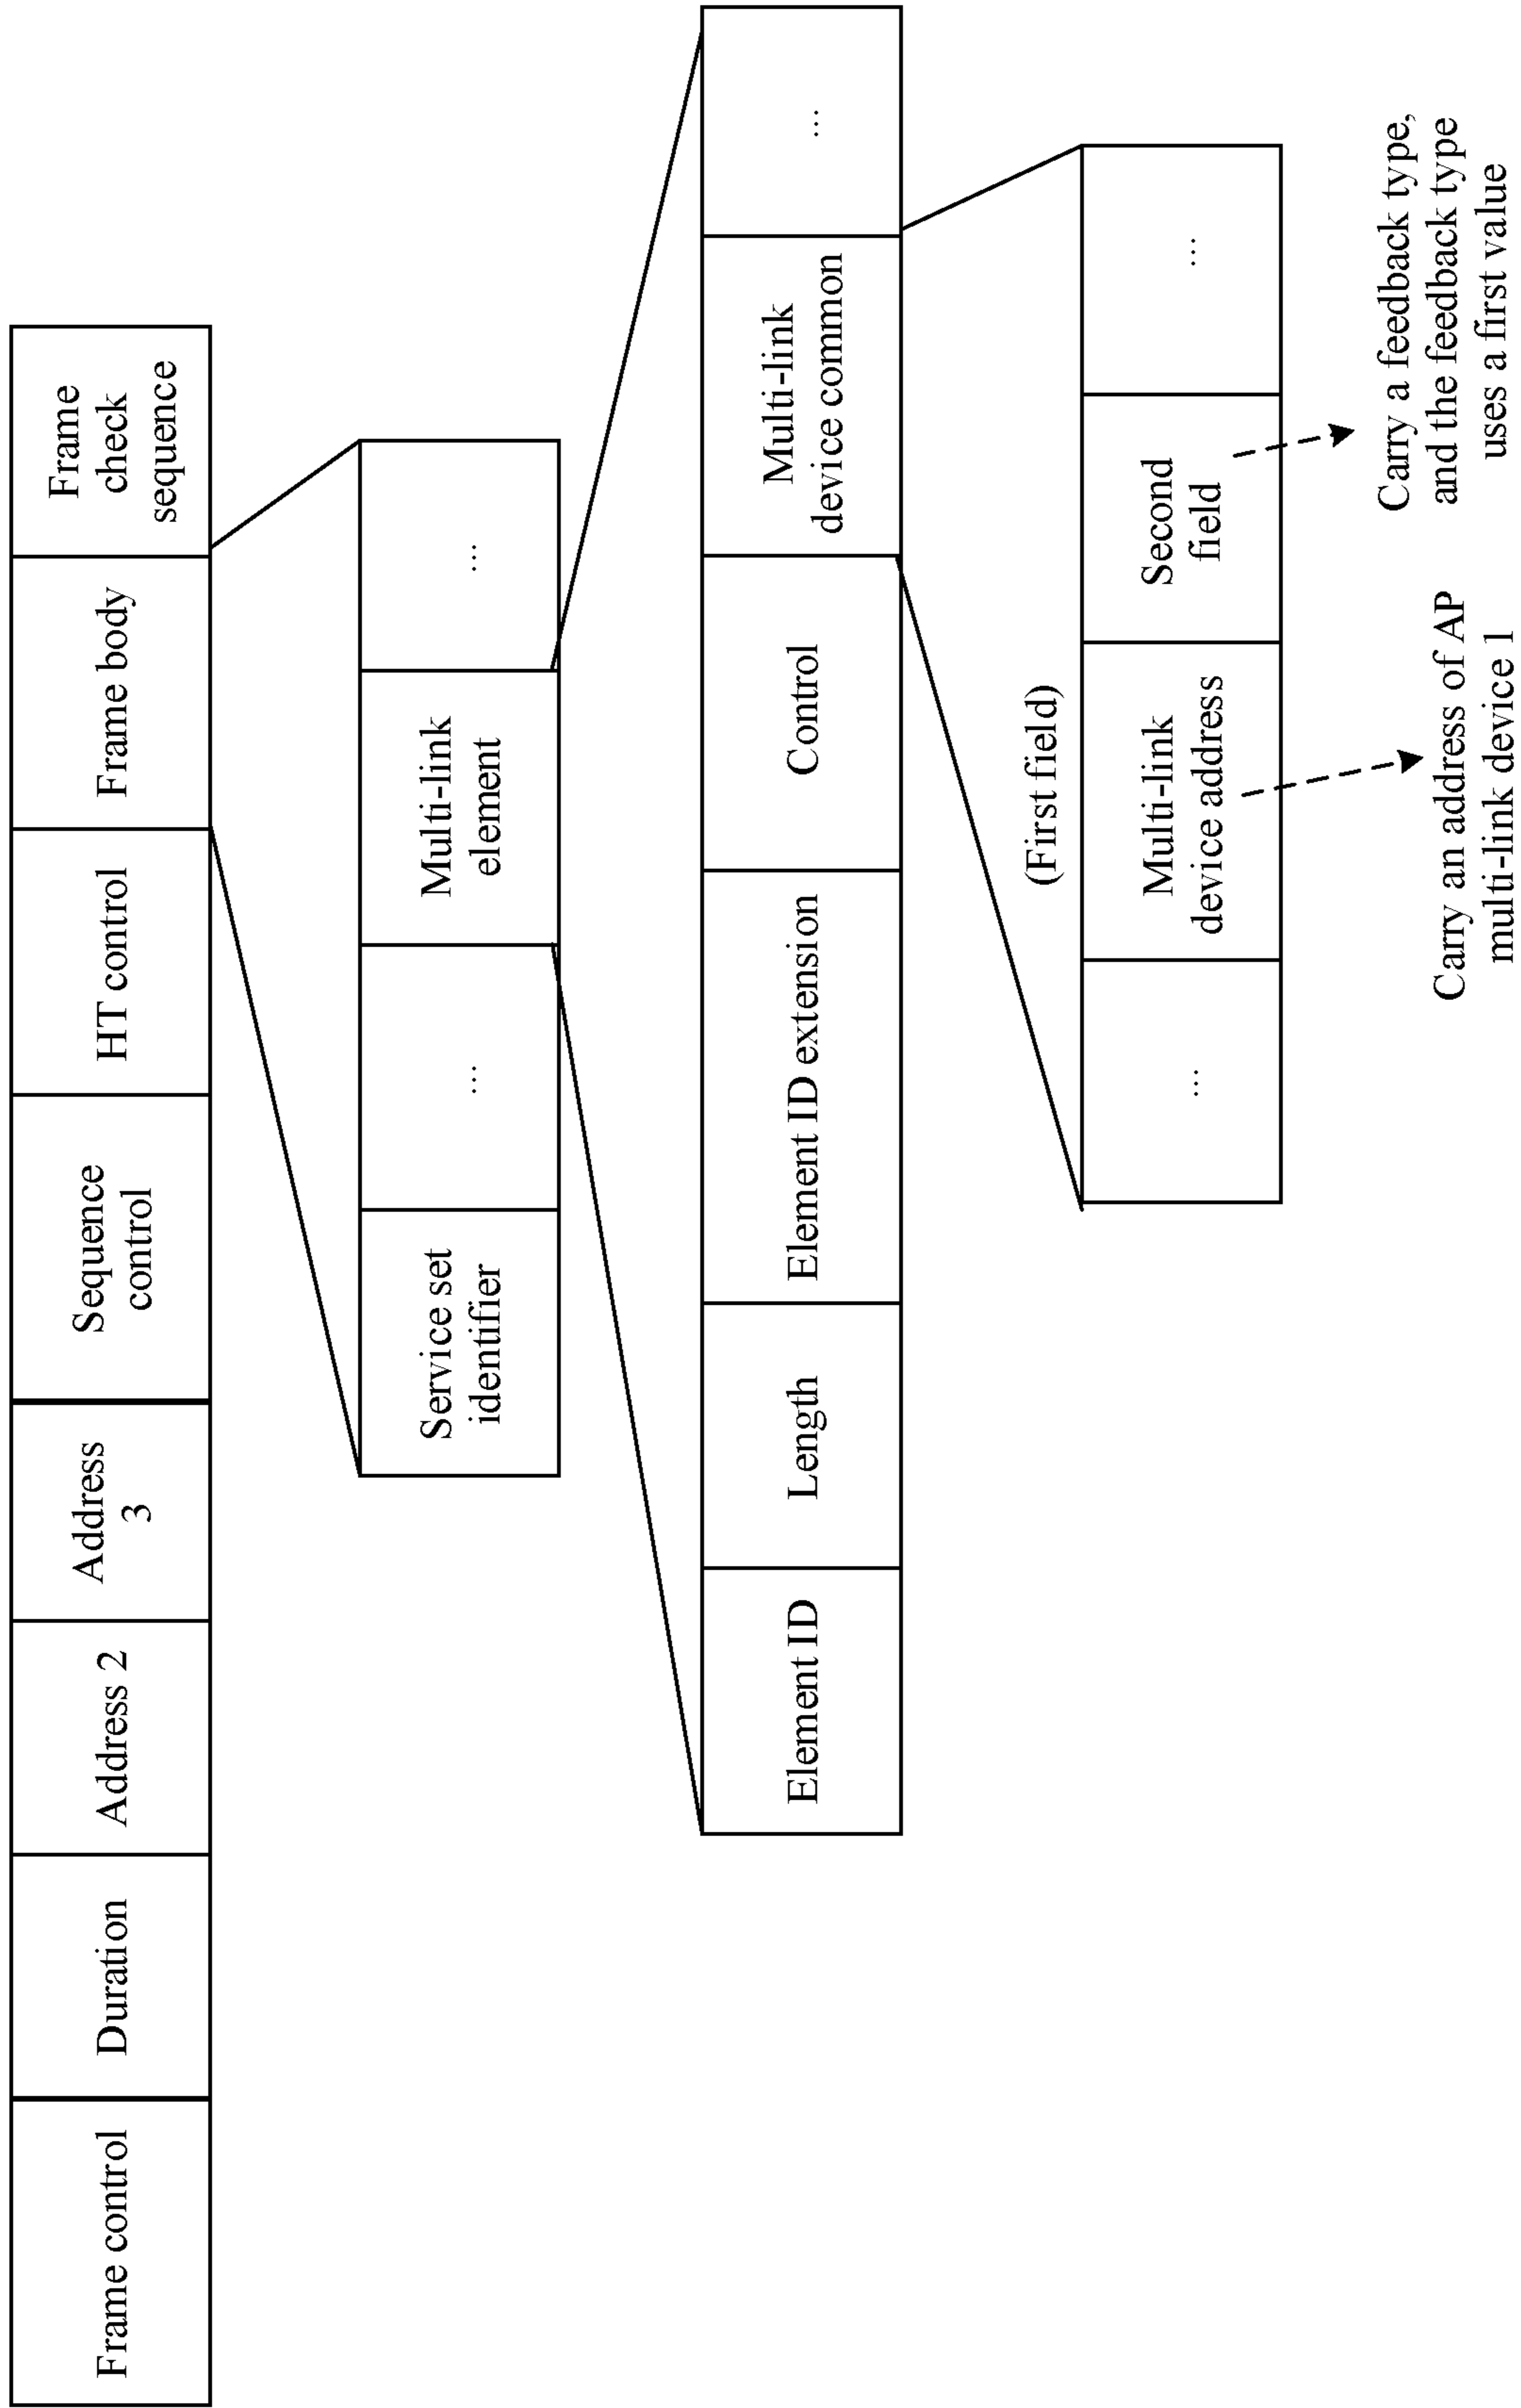 Frame control
Duration
Address 2
Address
3
Sequence
control
HT control
Frame body
Frame
check
sequence
Service set
identifier
...
Multi-link
element
...
Element ID
Length
Element ID extension
Control
Multi-link
device common
...
(First field)
...
Multi-link
device address
Second
field
...
Carry an address of AP
multi-link device 1
Carry a feedback type,
and the feedback type
uses a first value